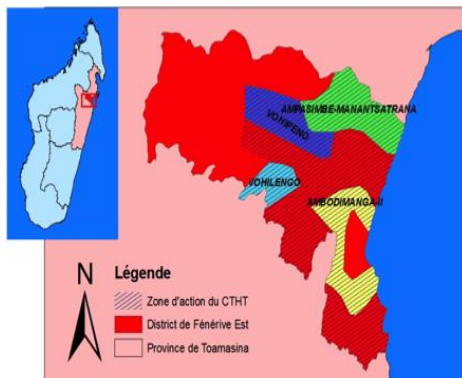 AMPASIMBE-MANANTSATRANA
VOHIPENO
VOHILENGO
AMBODIMANGA-II
N
Légende
Zone d'action du CTHT
District de Fénérive Est
Province de Toamasina